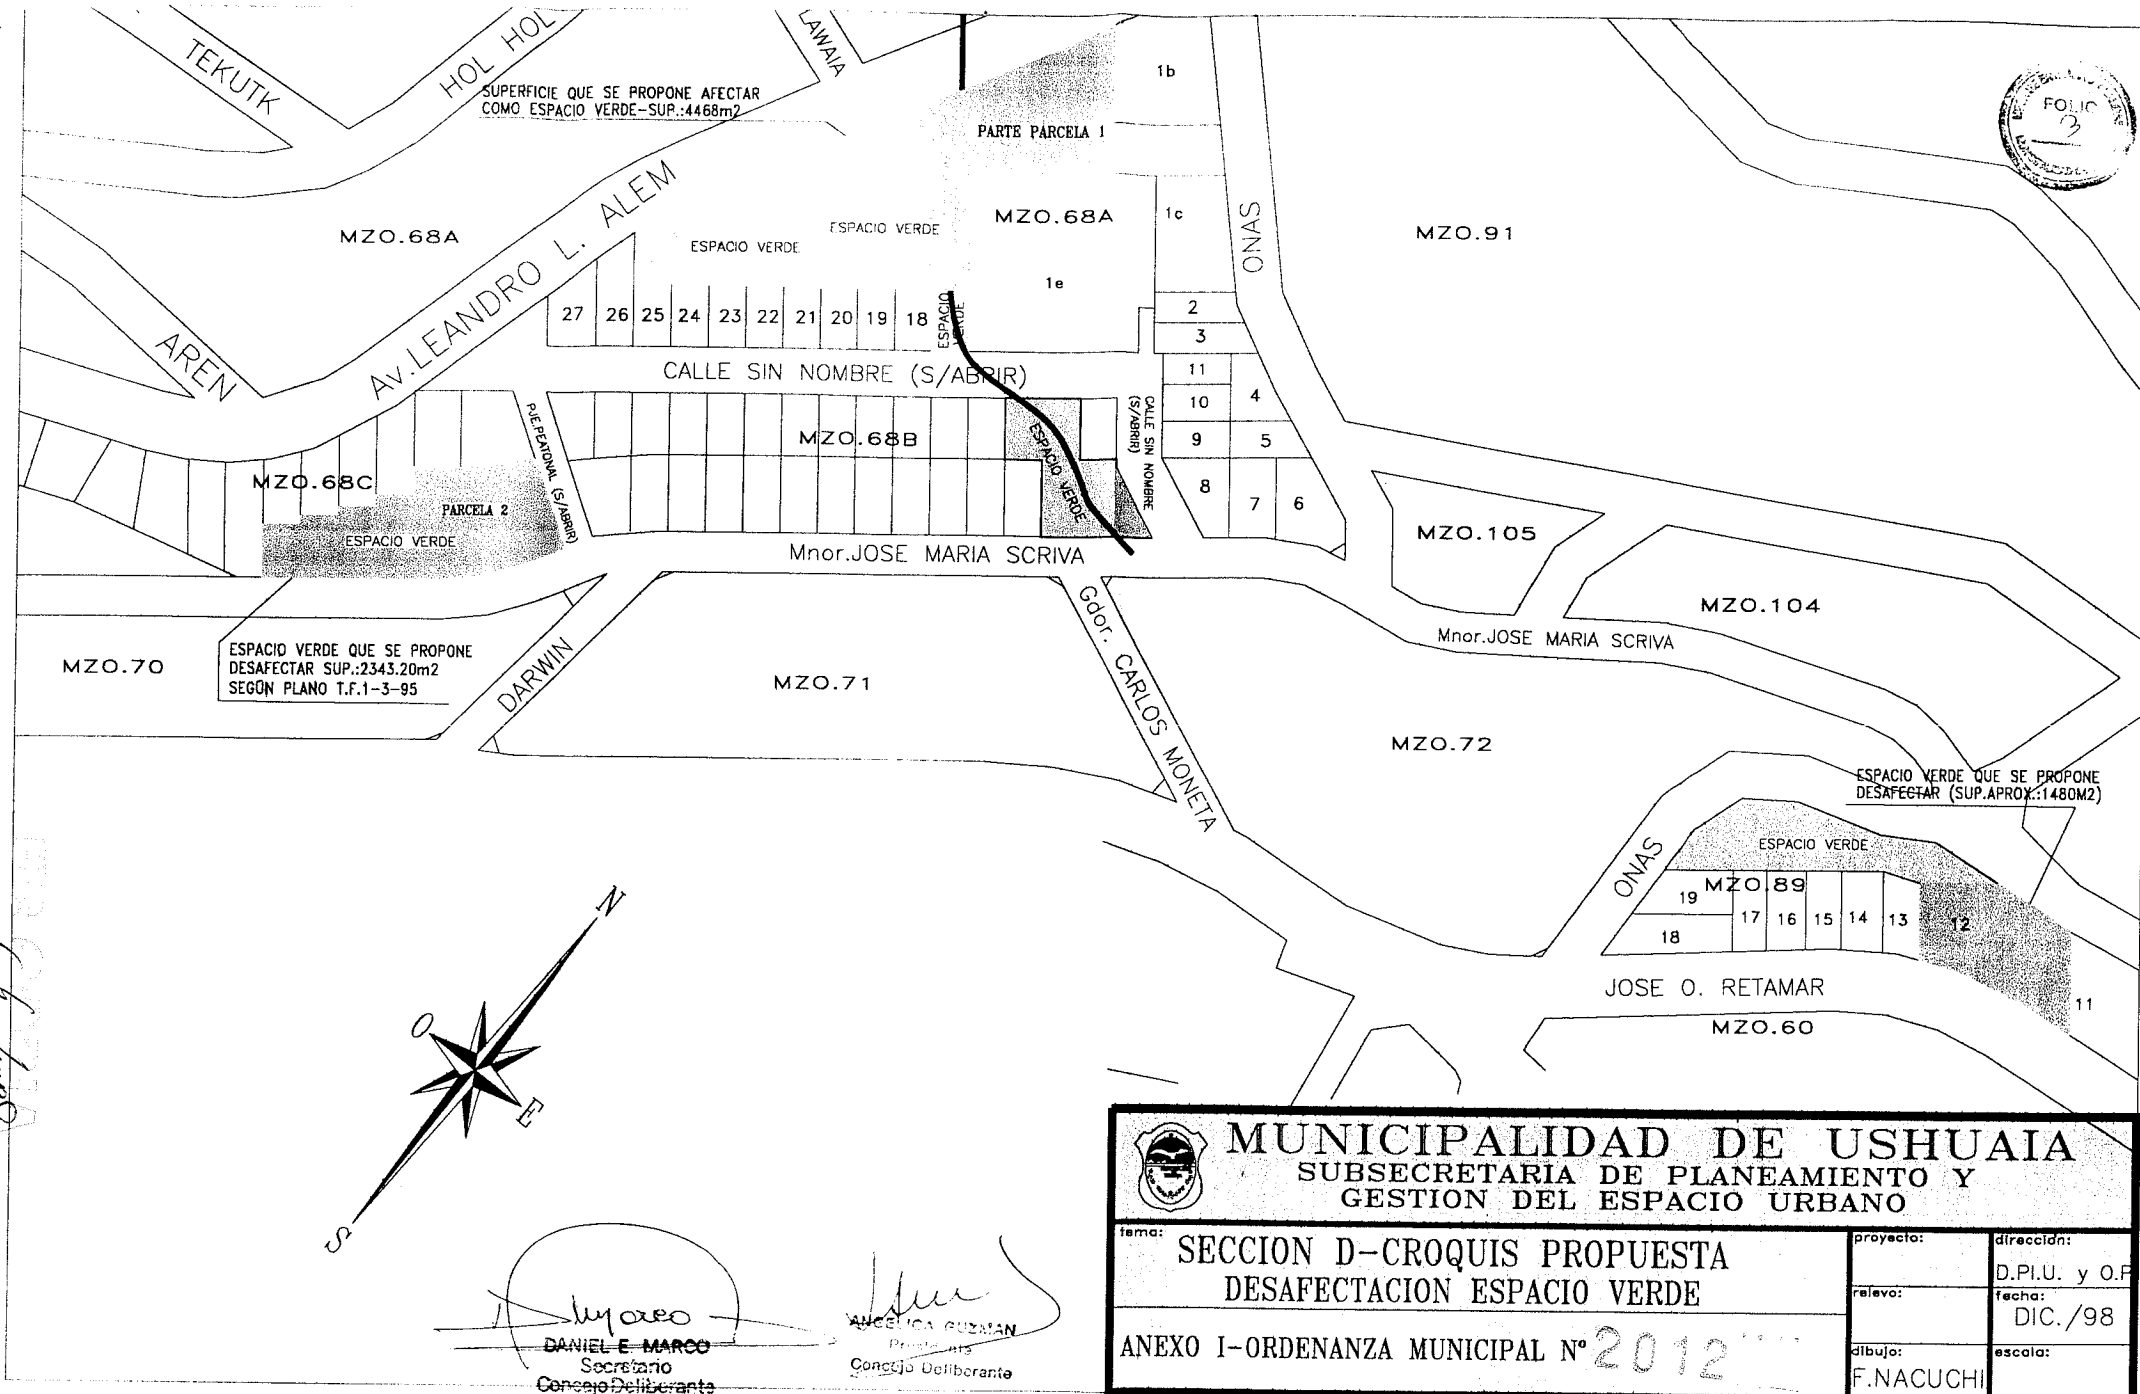 TEKUTK
HOL HOL
LAWAIA
SUPERFICIE QUE SE PROPONE AFECTAR
COMO ESPACIO VERDE-SUP.:4468m2
1b
PARTE PARCELA 1
FOLIO
3
MZO.68A
Av.LEANDRO L. ALEM
ESPACIO VERDE
ESPACIO VERDE
MZO.68A
1c
ONAS
MZO.91
1e
AREN
27 26 25 24 23 22 21 20 19 18
ESPACIO
VERDE
2
3
CALLE SIN NOMBRE (S/ABRIR)
11
10
4
9
5
8
7
6
PJE.PEATONAL (S/ABRIR)
MZO.68B
ESPACIO VERDE
CALLE SIN NOMBRE
(S/ABRIR)
MZO.68C
PARCELA 2
ESPACIO VERDE
Mnor.JOSE MARIA SCRIVA
MZO.105
MZO.104
Mnor.JOSE MARIA SCRIVA
MZO.70
ESPACIO VERDE QUE SE PROPONE
DESAFECTAR SUP.:2343.20m2
SEGÚN PLANO T.F.1-3-95
DARWIN
MZO.71
Gdor. CARLOS MONETA
MZO.72
ESPACIO VERDE QUE SE PROPONE
DESAFECTAR (SUP.APROX.:1480M2)
ONAS
ESPACIO VERDE
MZO.89
19
18
17 16 15 14 13 12
11
JOSE O. RETAMAR
MZO.60
N
O
E
S
MUNICIPALIDAD DE USHUAIA
SUBSECRETARIA DE PLANEAMIENTO Y
GESTION DEL ESPACIO URBANO
tema:
SECCION D-CROQUIS PROPUESTA
DESAFECTACION ESPACIO VERDE
ANEXO I-ORDENANZA MUNICIPAL Nº 2012
proyecto:
dirección:
D.PI.U. y O.P
relevo:
fecha:
DIC./98
dibujo:
F.NACUCHI
escala:
DANIEL E. MARCO
Secretario
Concejo Deliberante
ANGELICA GUZMAN
Presidente
Concejo Deliberante